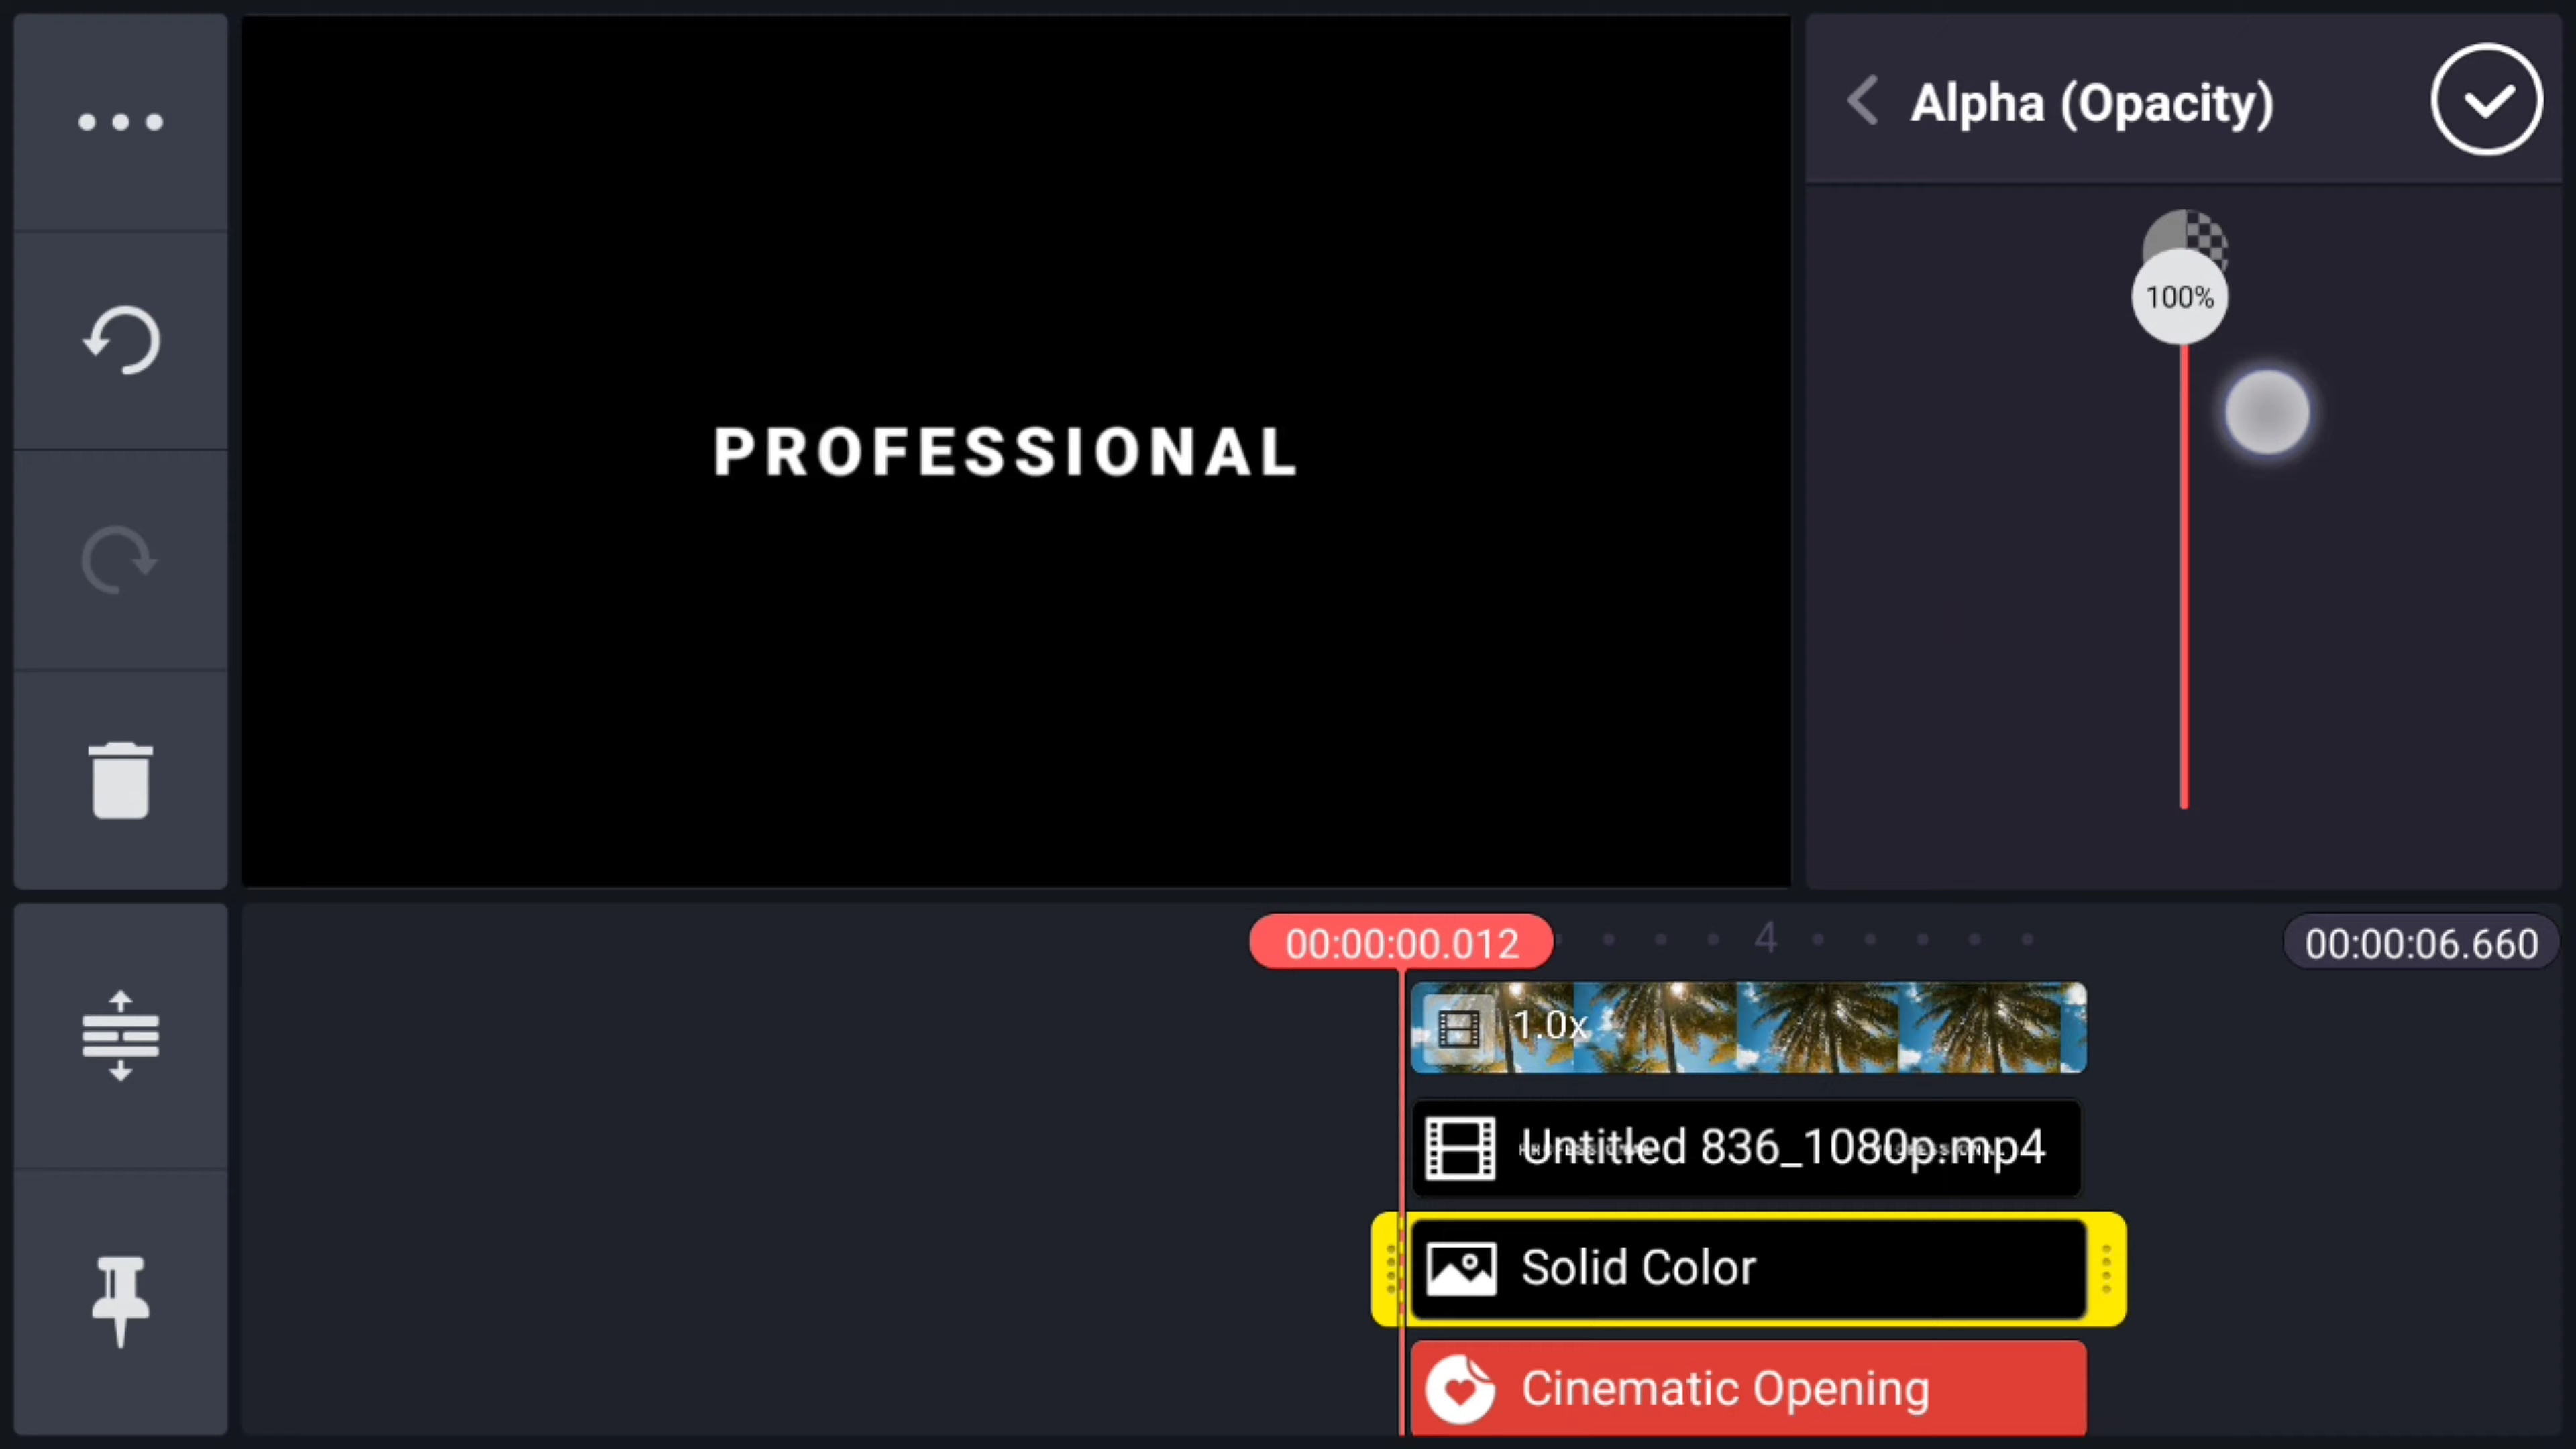 Alpha (Opacity)
100%
PROFESSIONAL
00:00:00.012
4
00:00:06.660
1.0x
Untitled 836_1080p.mp4
Solid Color
Cinematic Opening